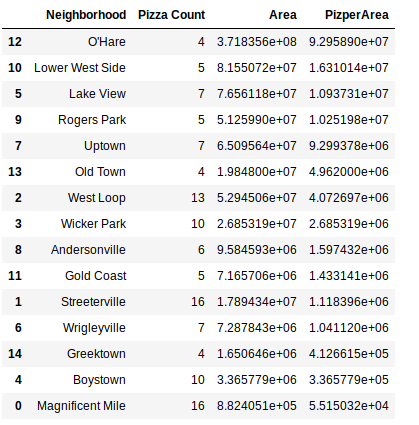 Neighborhood Pizza Count Area PizperArea
12 O'Hare 4 3.718356e+08 9.295890e+07
10 Lower West Side 5 8.155072e+07 1.631014e+07
5 Lake View 7 7.656118e+07 1.093731e+07
9 Rogers Park 5 5.125990e+07 1.025198e+07
7 Uptown 7 6.509564e+07 9.299378e+06
13 Old Town 4 1.984800e+07 4.962000e+06
2 West Loop 13 5.294506e+07 4.072697e+06
3 Wicker Park 10 2.685319e+07 2.685319e+06
8 Andersonville 6 9.584593e+06 1.597432e+06
11 Gold Coast 5 7.165706e+06 1.433141e+06
1 Streeterville 16 1.789434e+07 1.118396e+06
6 Wrigleyville 7 7.287843e+06 1.041120e+06
14 Greektown 4 1.650646e+06 4.126615e+05
4 Boystown 10 3.365779e+06 3.365779e+05
0 Magnificent Mile 16 8.824051e+05 5.515032e+04